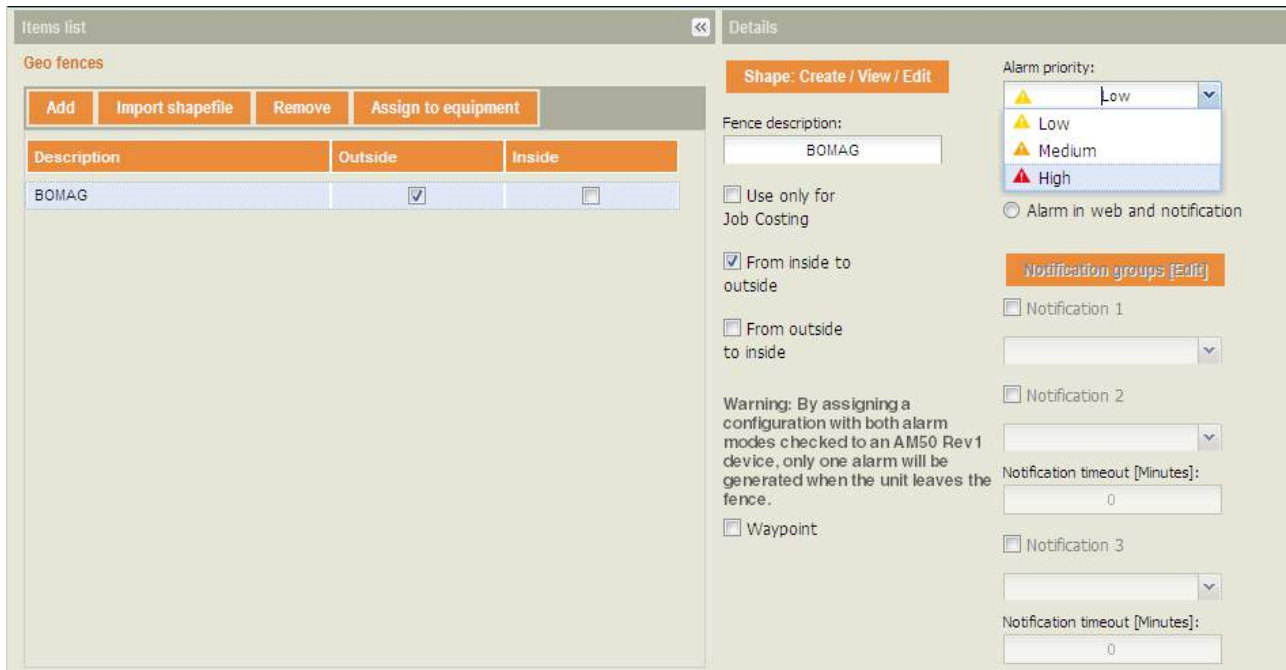 Items list
Geo fences
Add Import shapefile Remove Assign to equipment
Description Outside Inside
BOMAG
Details
Shape: Create / View / Edit
Fence description:
BOMAG
Use only for
Job Costing
From inside to
outside
From outside
to inside
Warning: By assigning a
configuration with both alarm
modes checked to an AM50 Rev1
device, only one alarm will be
generated when the unit leaves the
fence.
Waypoint
Alarm priority:
Low
Low
Medium
High
Alarm in web and notification
Notification groups [Edit]
Notification 1
Notification 2
Notification timeout [Minutes]:
0
Notification 3
Notification timeout [Minutes]:
0